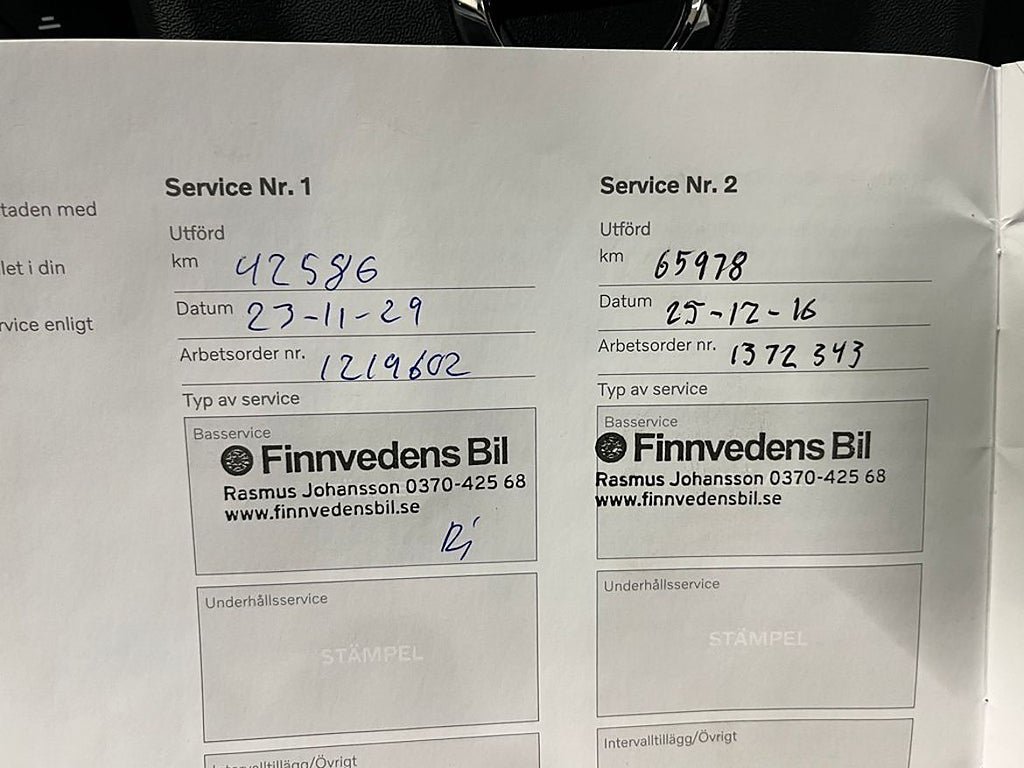 taden med
let i din
rvice enligt
Service Nr. 1
Utförd
km 42586
Datum 23-11-29
Arbetsorder nr. 1219602
Typ av service
Basservice
Finnvedens Bil
Rasmus Johansson 0370-425 68
www.finnvedensbil.se
Rj
Underhållsservice
STÄMPEL
Intervalltillägg/Övrigt
Service Nr. 2
Utförd
km 65978
Datum 25-12-16
Arbetsorder nr. 1372 343
Typ av service
Basservice
Finnvedens Bil
Rasmus Johansson 0370-425 68
www.finnvedensbil.se
Underhållsservice
STÄMPEL
Intervalltillägg/Övrigt